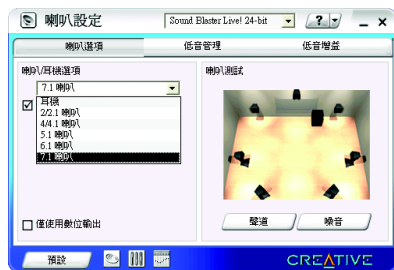 喇叭設定
Sound Blaster Live! 24-bit
?
喇叭選項
低音管理
低音增益
喇叭/耳機選項
7.1 喇叭
耳機
2/2.1 喇叭
4/4.1 喇叭
5.1 喇叭
6.1 喇叭
7.1 喇叭
僅使用數位輸出
喇叭測試
聲道
噪音
預設
CREATIVE